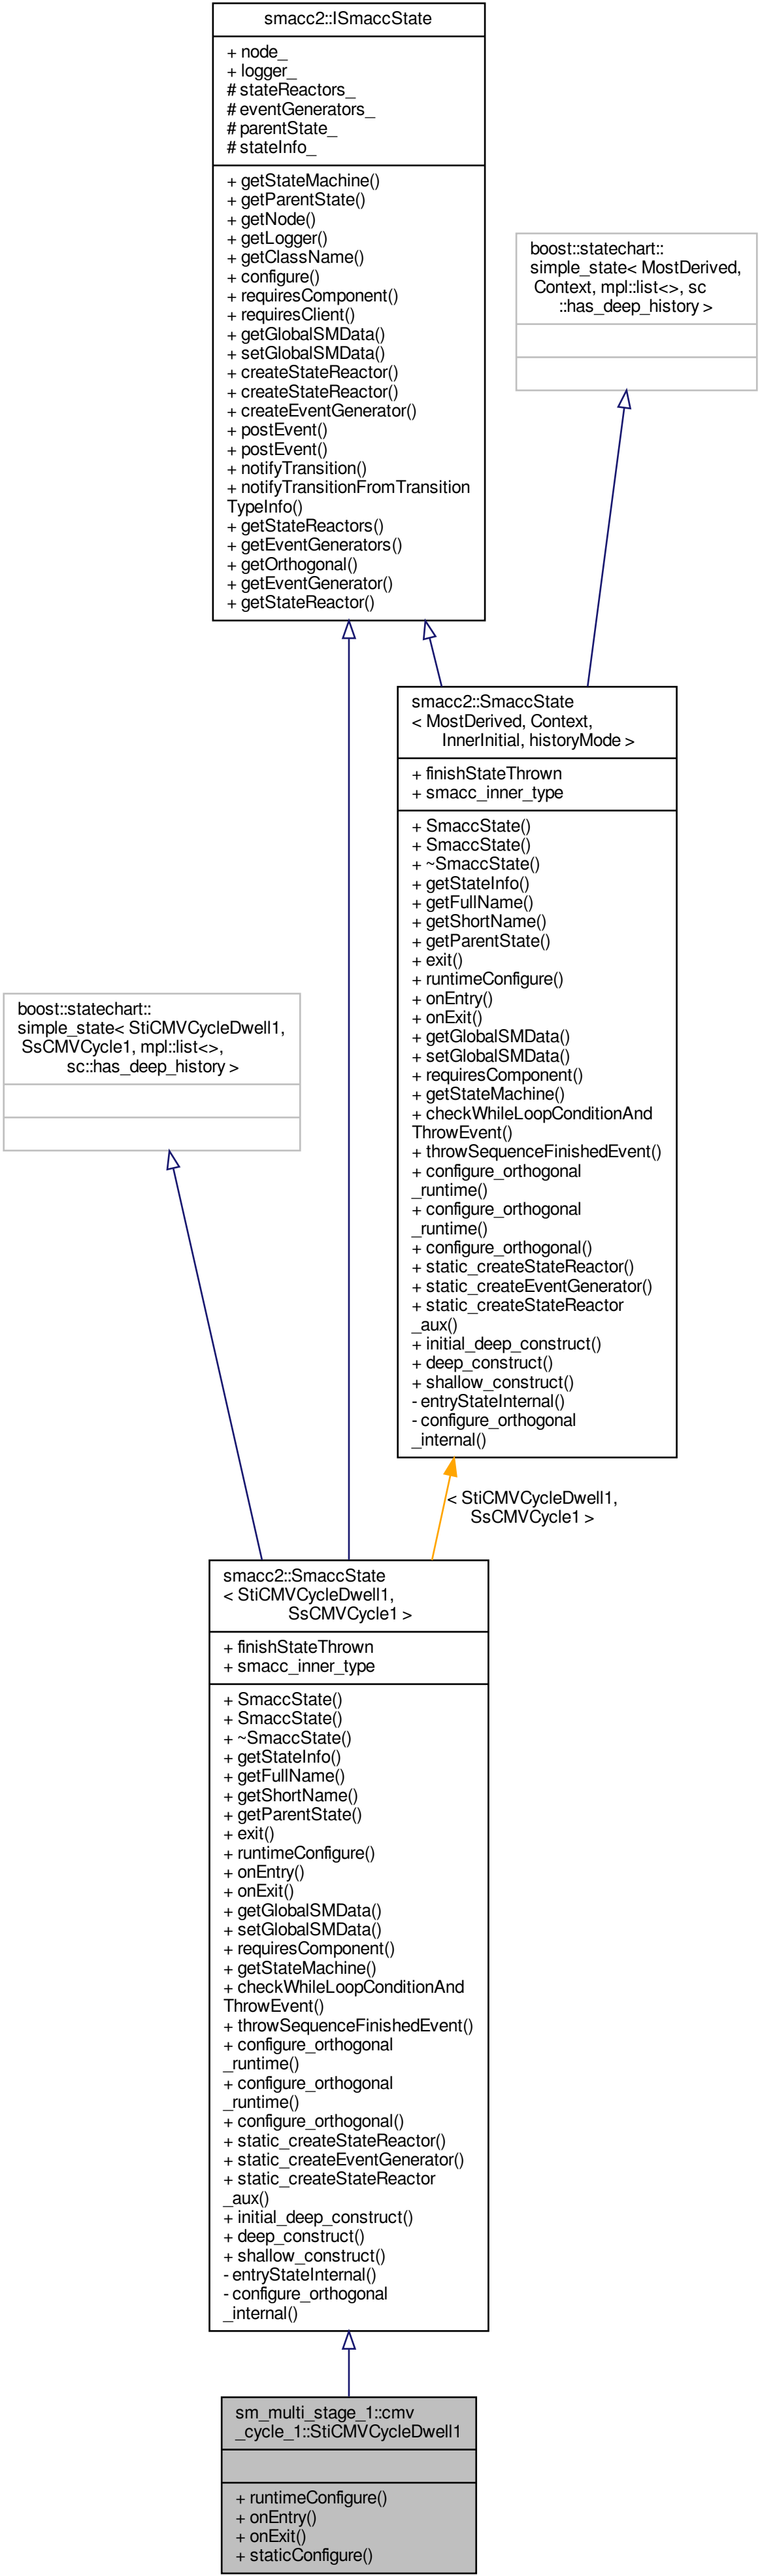 smacc2::ISmaccState
+ node_
+ logger_
# stateReactors_
# eventGenerators_
# parentState_
# stateInfo_
+ getStateMachine()
+ getParentState()
+ getNode()
+ getLogger()
+ getClassName()
+ configure()
+ requiresComponent()
+ requiresClient()
+ getGlobalSMData()
+ setGlobalSMData()
+ createStateReactor()
+ createStateReactor()
+ createEventGenerator()
+ postEvent()
+ postEvent()
+ notifyTransition()
+ notifyTransitionFromTransition
TypeInfo()
+ getStateReactors()
+ getEventGenerators()
+ getOrthogonal()
+ getEventGenerator()
+ getStateReactor()
boost::statechart::
simple_state< MostDerived,
Context, mpl::list<>, sc
::has_deep_history >
smacc2::SmaccState
< MostDerived, Context,
InnerInitial, historyMode >
+ finishStateThrown
+ smacc_inner_type
+ SmaccState()
+ SmaccState()
+ ~SmaccState()
+ getStateInfo()
+ getFullName()
+ getShortName()
+ getParentState()
+ exit()
+ runtimeConfigure()
+ onEntry()
+ onExit()
+ getGlobalSMData()
+ setGlobalSMData()
+ requiresComponent()
+ getStateMachine()
+ checkWhileLoopConditionAnd
ThrowEvent()
+ throwSequenceFinishedEvent()
+ configure_orthogonal
_runtime()
+ configure_orthogonal
_runtime()
+ configure_orthogonal()
+ static_createStateReactor()
+ static_createEventGenerator()
+ static_createStateReactor
_aux()
+ initial_deep_construct()
+ deep_construct()
+ shallow_construct()
- entryStateInternal()
- configure_orthogonal
_internal()
boost::statechart::
simple_state< StiCMVCycleDwell1,
SsCMVCycle1, mpl::list<>,
sc::has_deep_history >
< StiCMVCycleDwell1,
SsCMVCycle1 >
smacc2::SmaccState
< StiCMVCycleDwell1,
SsCMVCycle1 >
+ finishStateThrown
+ smacc_inner_type
+ SmaccState()
+ SmaccState()
+ ~SmaccState()
+ getStateInfo()
+ getFullName()
+ getShortName()
+ getParentState()
+ exit()
+ runtimeConfigure()
+ onEntry()
+ onExit()
+ getGlobalSMData()
+ setGlobalSMData()
+ requiresComponent()
+ getStateMachine()
+ checkWhileLoopConditionAnd
ThrowEvent()
+ throwSequenceFinishedEvent()
+ configure_orthogonal
_runtime()
+ configure_orthogonal
_runtime()
+ configure_orthogonal()
+ static_createStateReactor()
+ static_createEventGenerator()
+ static_createStateReactor
_aux()
+ initial_deep_construct()
+ deep_construct()
+ shallow_construct()
- entryStateInternal()
- configure_orthogonal
_internal()
sm_multi_stage_1::cmv
_cycle_1::StiCMVCycleDwell1
+ runtimeConfigure()
+ onEntry()
+ onExit()
+ staticConfigure()